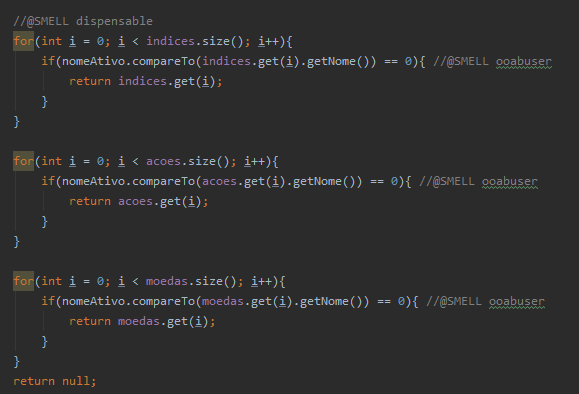 //@SMELL dispensable
for(int i = 0; i < indices.size(); i++){
    if(nomeAtivo.compareTo(indices.get(i).getNome()) == 0){ //@SMELL ooabuser
        return indices.get(i);
    }
}

for(int i = 0; i < acoes.size(); i++){
    if(nomeAtivo.compareTo(acoes.get(i).getNome()) == 0){ //@SMELL ooabuser
        return acoes.get(i);
    }
}

for(int i = 0; i < moedas.size(); i++){
    if(nomeAtivo.compareTo(moedas.get(i).getNome()) == 0){ //@SMELL ooabuser
        return moedas.get(i);
    }
}
return null;